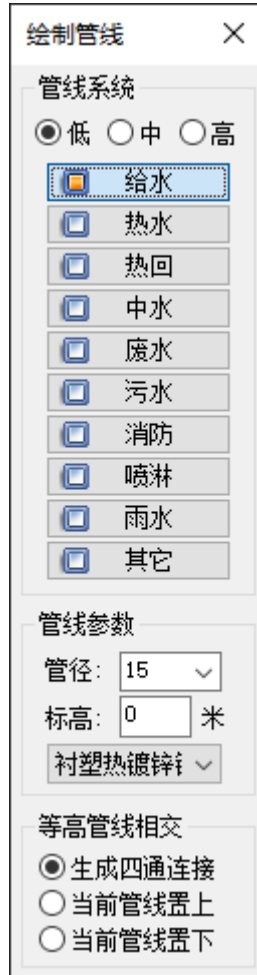 绘制管线
管线系统
低 中 高
给水
热水
热回
中水
废水
污水
消防
喷淋
雨水
其它
管线参数
管径: 15
标高: 0 米
衬塑热镀锌
等高管线相交
生成四通连接
当前管线置上
当前管线置下